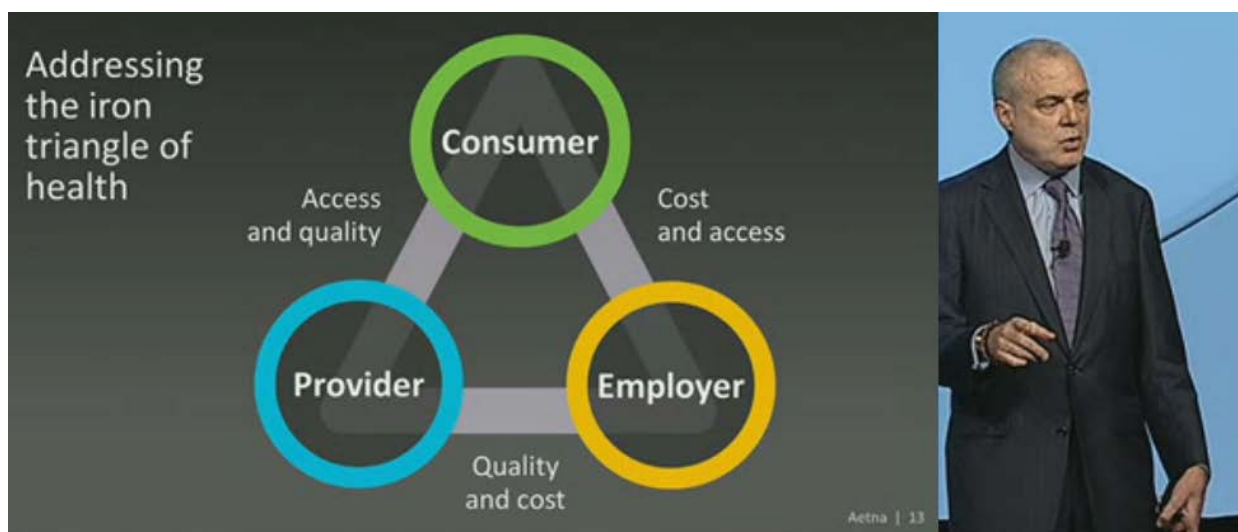 Addressing
the iron
triangle of
health
Consumer
Access
and quality
Cost
and access
Provider
Employer
Quality
and cost
Aetna | 13